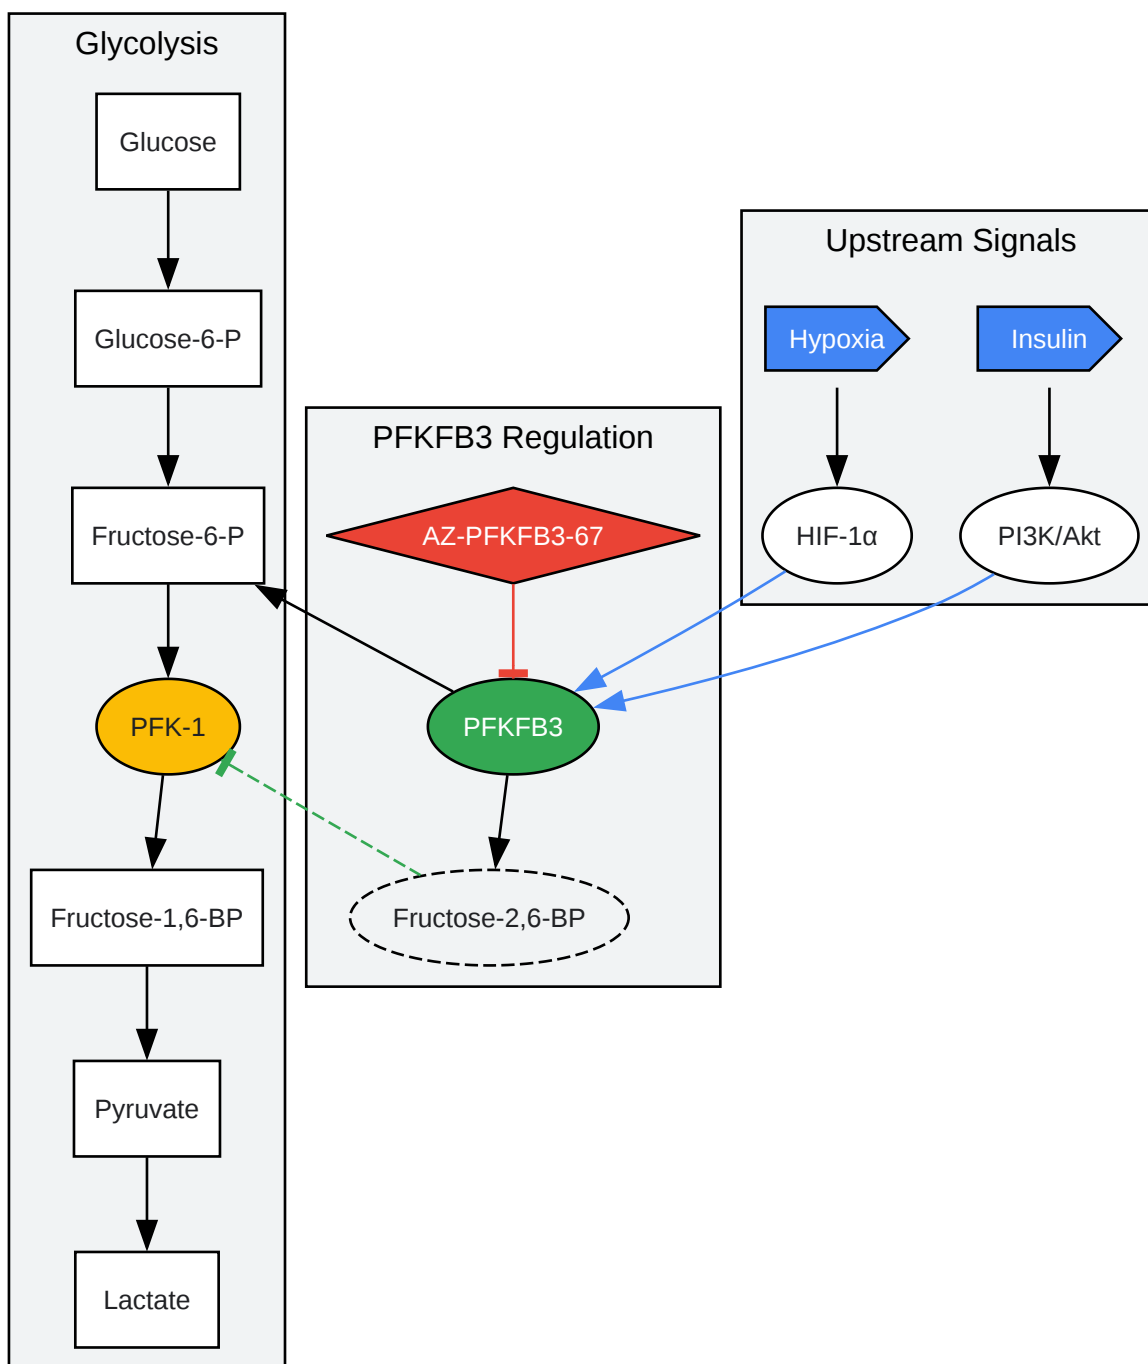 Glycolysis
Glucose
Glucose-6-P
Fructose-6-P
PFK-1
Fructose-1,6-BP
Pyruvate
Lactate
PFKFB3 Regulation
AZ-PFKFB3-67
PFKFB3
Fructose-2,6-BP
Upstream Signals
Hypoxia
Insulin
HIF-1α
PI3K/Akt